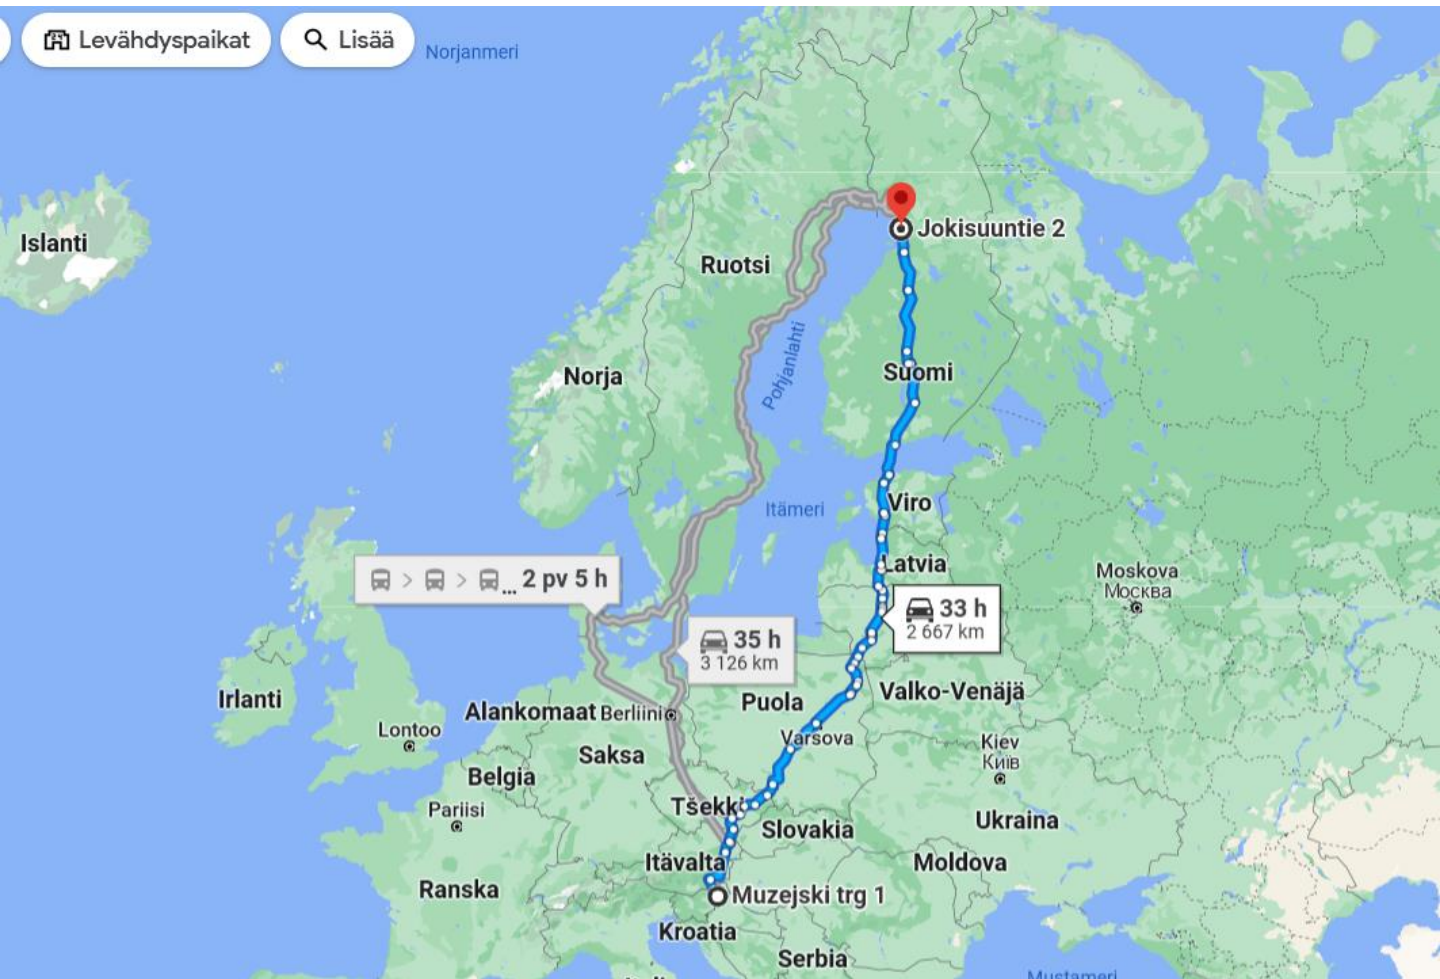 Levähdyspaikat
Lisää
Norjanmeri
Islanti
Jokisuuntie 2
Ruotsi
Pohjanlahti
Norja
Suomi
Viro
Itämeri
Latvia
2 pv 5 h
Moskova
Москва
33 h
2 667 km
35 h
3 126 km
Irlanti
Valko-Venäjä
Puola
Alankomaat
Berliini
Lontoo
Varsova
Kiev
Київ
Saksa
Belgia
Pariisi
Tšekki
Slovakia
Ukraina
Itävalta
Moldova
Ranska
Muzejski trg 1
Kroatia
Serbia
Mustameri